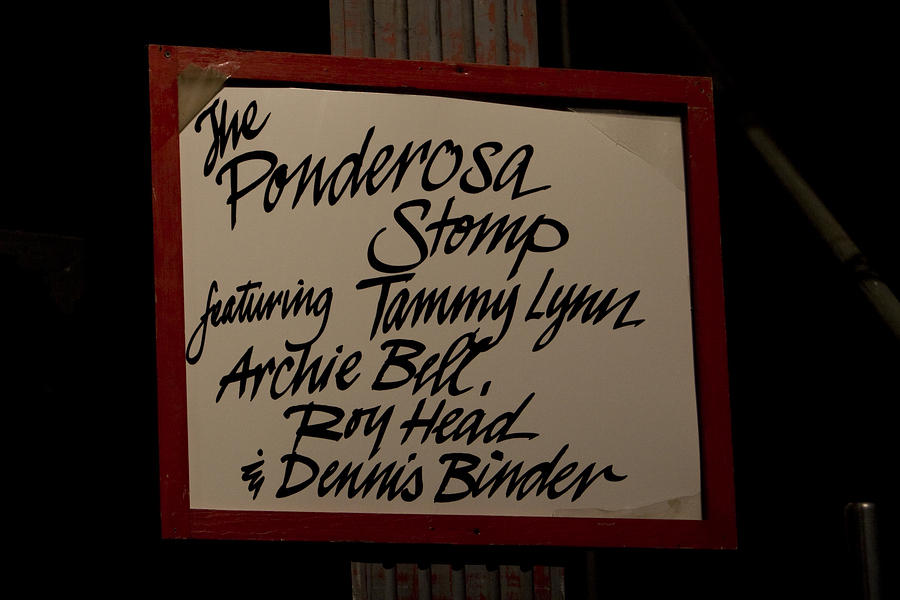 The
Ponderosa
Stomp
featuring Tammy Lynn
Archie Bell,
Roy Head
& Dennis Binder